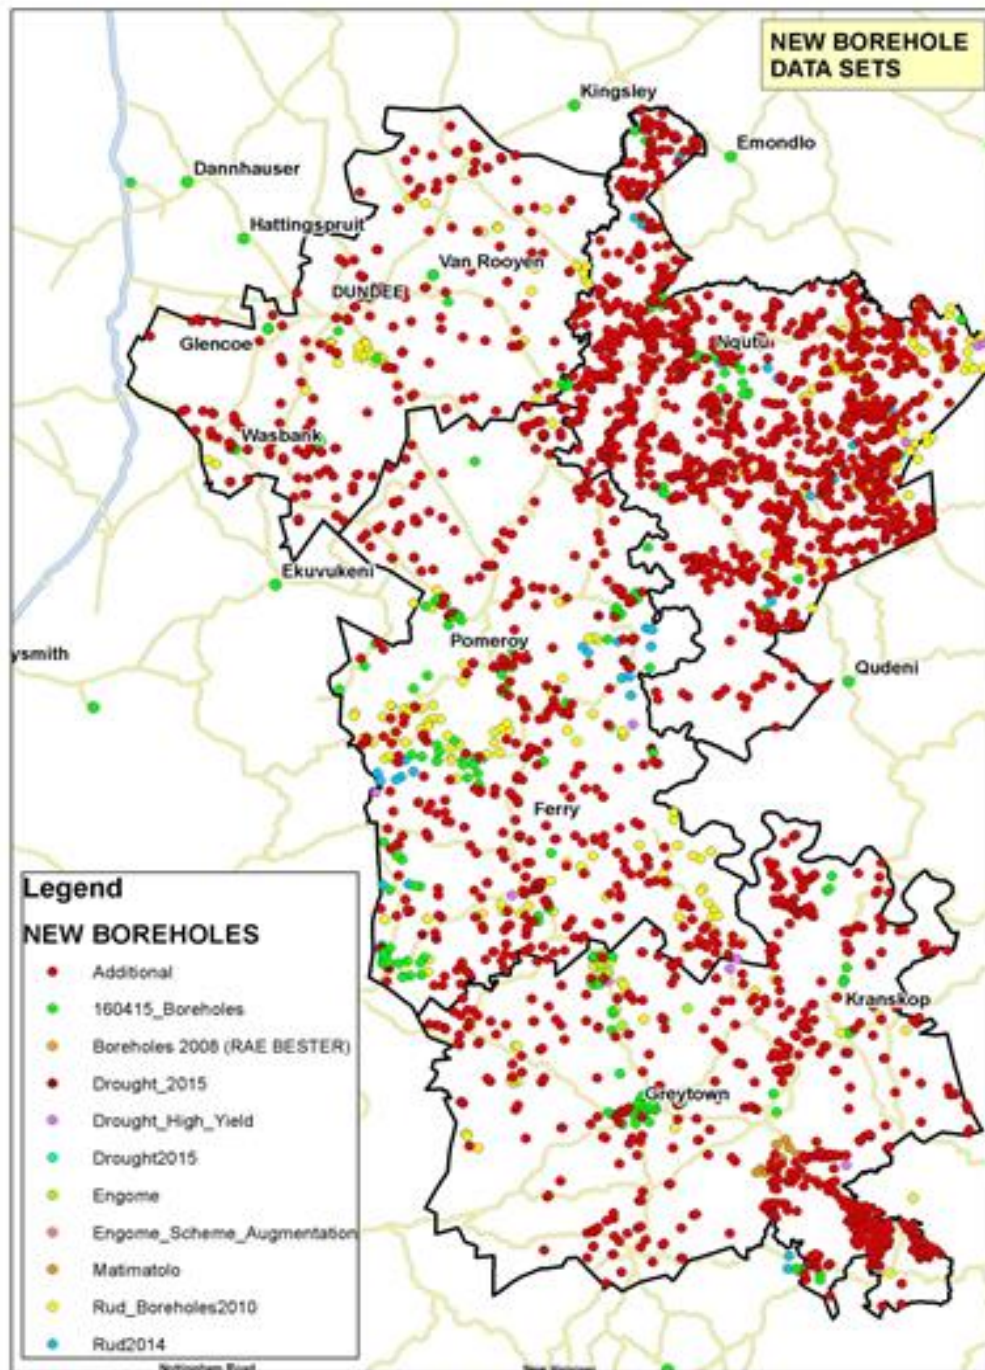 NEW BOREHOLE
DATA SETS
Kingsley
Emondlo
Dannhauser
Hattingspruit
Van Rooyen
DUNDEE
Glencoe
Nqutu
Wasbank
Ekuvukeni
Pomeroy
ysmith
Qudeni
Ferry
Kranskop
Greytown
Legend
NEW BOREHOLES
Additional
160415_Boreholes
Boreholes 2008 (RAE BESTER)
Drought_2015
Drought_High_Yield
Drought2015
Engome
Engome_Scheme_Augmentation
Matimatolo
Rud_Boreholes2010
Rud2014
Nottingham Road